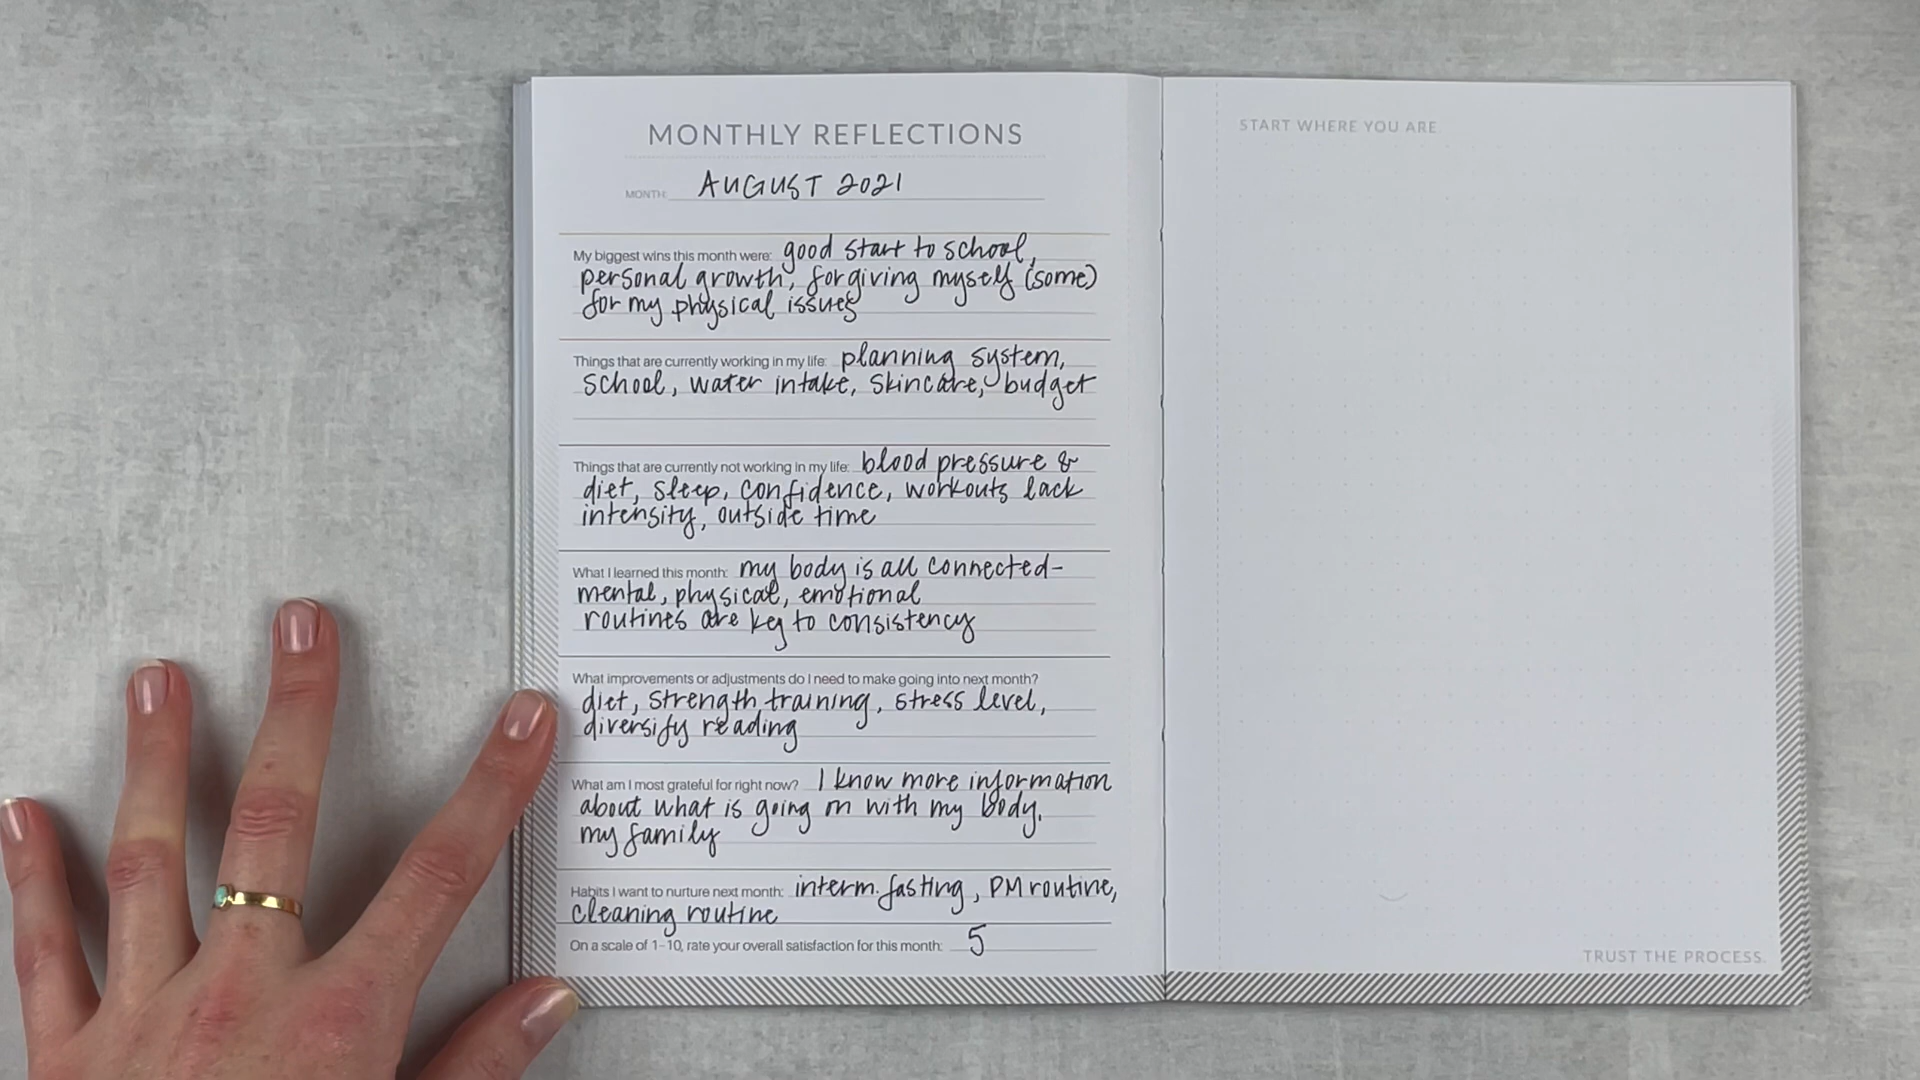 MONTHLY REFLECTIONS
MONTH: AUGUST 2021
My biggest wins this month were: good start to school,
personal growth, forgiving myself (some)
for my physical issues
Things that are currently working in my life: planning system,
school, water intake, skincare, budget
Things that are currently not working in my life: blood pressure &
diet, sleep, confidence, workouts lack
intensity, outside time
What I learned this month: my body is all connected-
mental, physical, emotional
routines are key to consistency
What improvements or adjustments do I need to make going into next month?
diet, strength training, stress level,
diversify reading
What am I most grateful for right now? I know more information
about what is going on with my body.
my family
Habits I want to nurture next month: interm. fasting, PM routine,
cleaning routine
On a scale of 1-10, rate your overall satisfaction for this month: 5
START WHERE YOU ARE.
TRUST THE PROCESS.